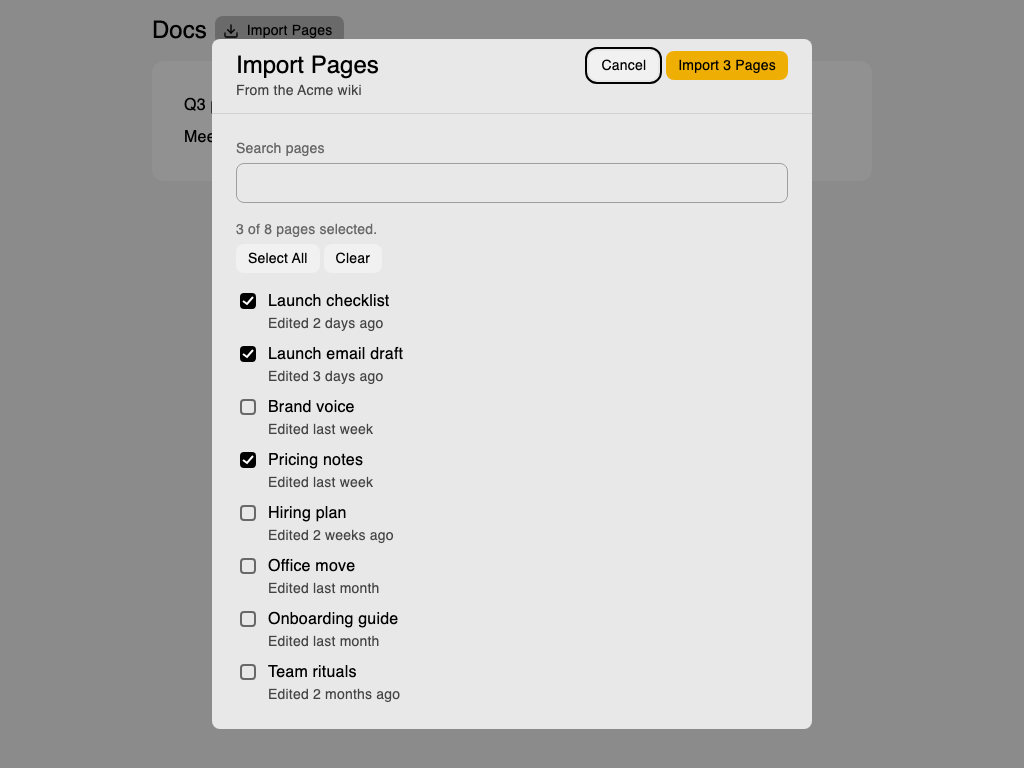 Docs
Import Pages
Import Pages
From the Acme wiki
Cancel
Import 3 Pages
Q3
Mee
Search pages
3 of 8 pages selected.
Select All
Clear
Launch checklist
Edited 2 days ago
Launch email draft
Edited 3 days ago
Brand voice
Edited last week
Pricing notes
Edited last week
Hiring plan
Edited 2 weeks ago
Office move
Edited last month
Onboarding guide
Edited last month
Team rituals
Edited 2 months ago